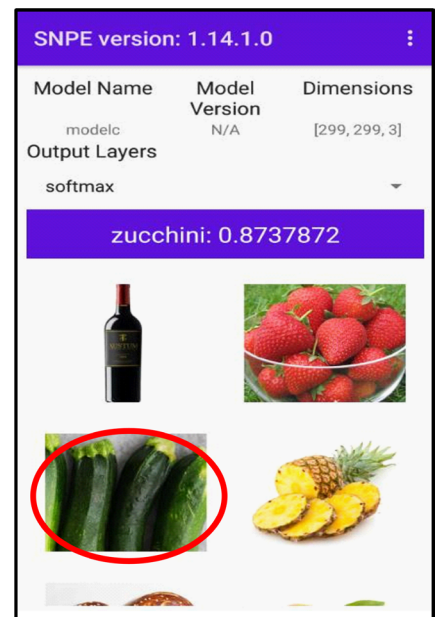 SNPE version: 1.14.1.0
Model Name Model Version Dimensions
modelc N/A [299, 299, 3]
Output Layers
softmax
zucchini: 0.8737872